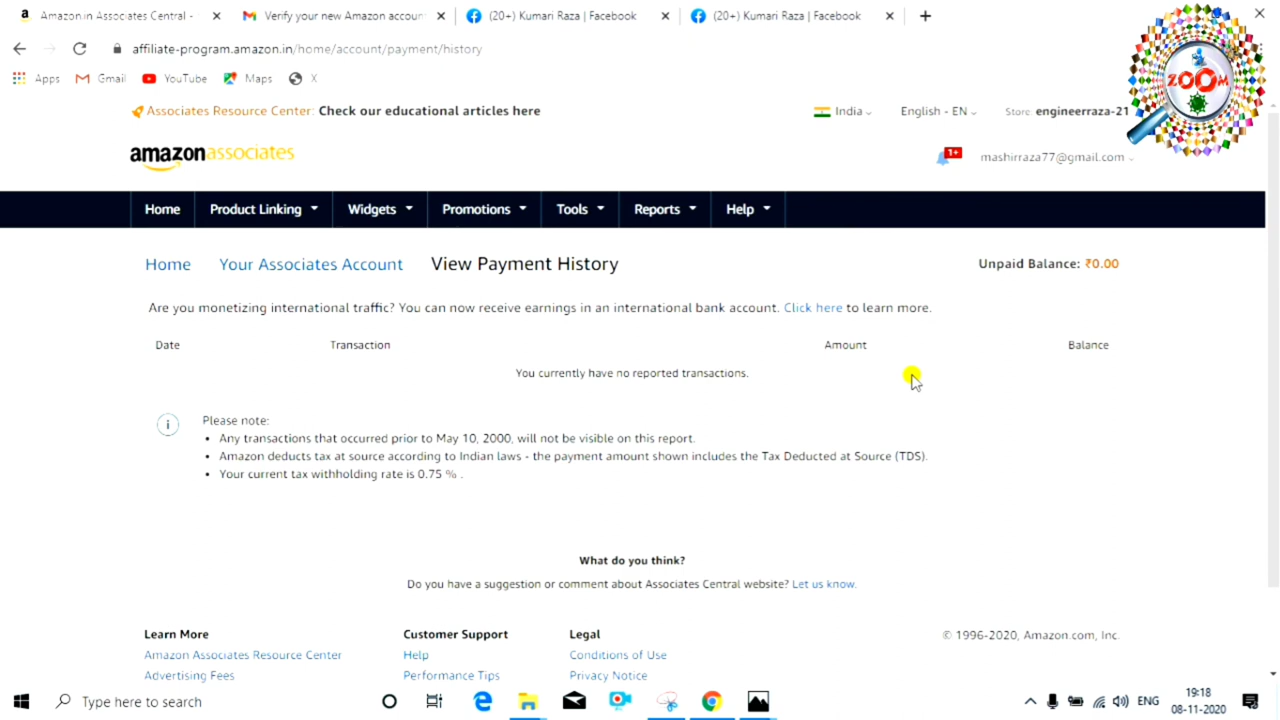 Amazon.in Associates Central -
Verify your new Amazon accoun
(20+) Kumari Raza | Facebook
(20+) Kumari Raza | Facebook
affiliate-program.amazon.in/home/account/payment/history
Apps Gmail YouTube Maps X
ZOOM
Associates Resource Center: Check our educational articles here
India English - EN Store: engineerraza-21
amazonassociates
1+ mashirraza77@gmail.com
Home Product Linking Widgets Promotions Tools Reports Help
Home Your Associates Account View Payment History Unpaid Balance: ₹0.00
Are you monetizing international traffic? You can now receive earnings in an international bank account. Click here to learn more.
Date Transaction Amount Balance
You currently have no reported transactions.
Please note:
Any transactions that occurred prior to May 10, 2000, will not be visible on this report.
Amazon deducts tax at source according to Indian laws - the payment amount shown includes the Tax Deducted at Source (TDS).
Your current tax withholding rate is 0.75 % .
What do you think?
Do you have a suggestion or comment about Associates Central website? Let us know.
Learn More Customer Support Legal © 1996-2020, Amazon.com, Inc.
Amazon Associates Resource Center Help Conditions of Use
Advertising Fees Performance Tips Privacy Notice
Type here to search
ENG
19:18
08-11-2020